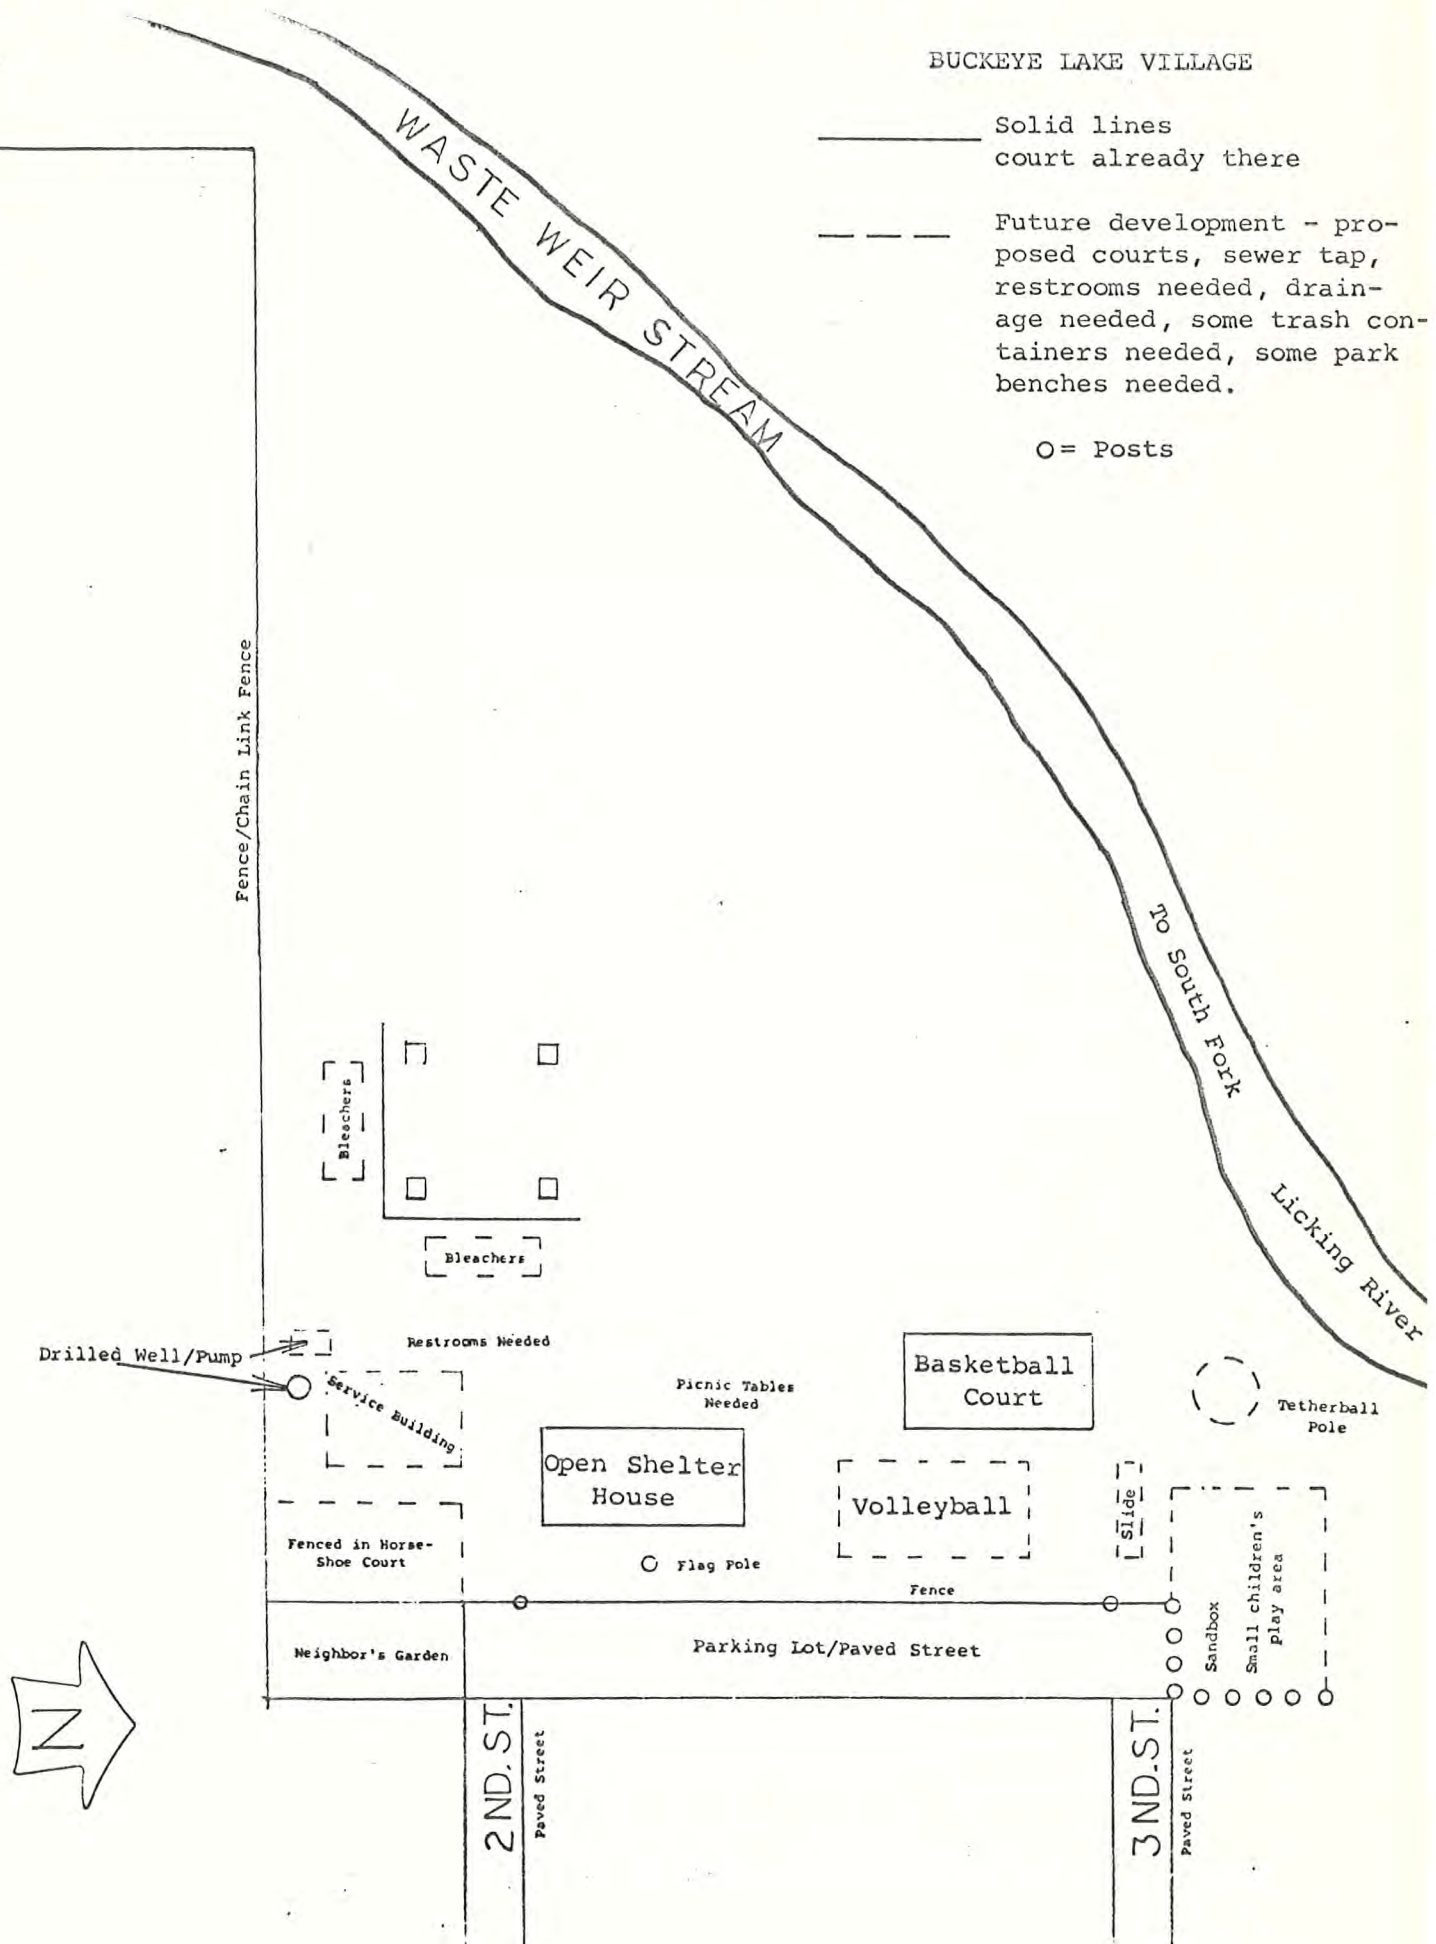 BUCKEYE LAKE VILLAGE
Solid lines
court already there
Future development - pro-
posed courts, sewer tap,
restrooms needed, drain-
age needed, some trash con-
tainers needed, some park
benches needed.
O= Posts
WASTE WEIR STREAM
Fence/Chain Link Fence
To South Fork
Licking River
Bleachers
Bleachers
Drilled Well/Pump
Restrooms Needed
Service Building
Picnic Tables
Needed
Basketball
Court
Tetherball
Pole
Open Shelter
House
Volleyball
Slide
Fenced in Horse-
Shoe Court
Flag Pole
Fence
Sandbox
Small children's
play area
Neighbor's Garden
Parking Lot/Paved Street
N
2ND.ST.
Paved Street
3ND.ST.
Paved Street